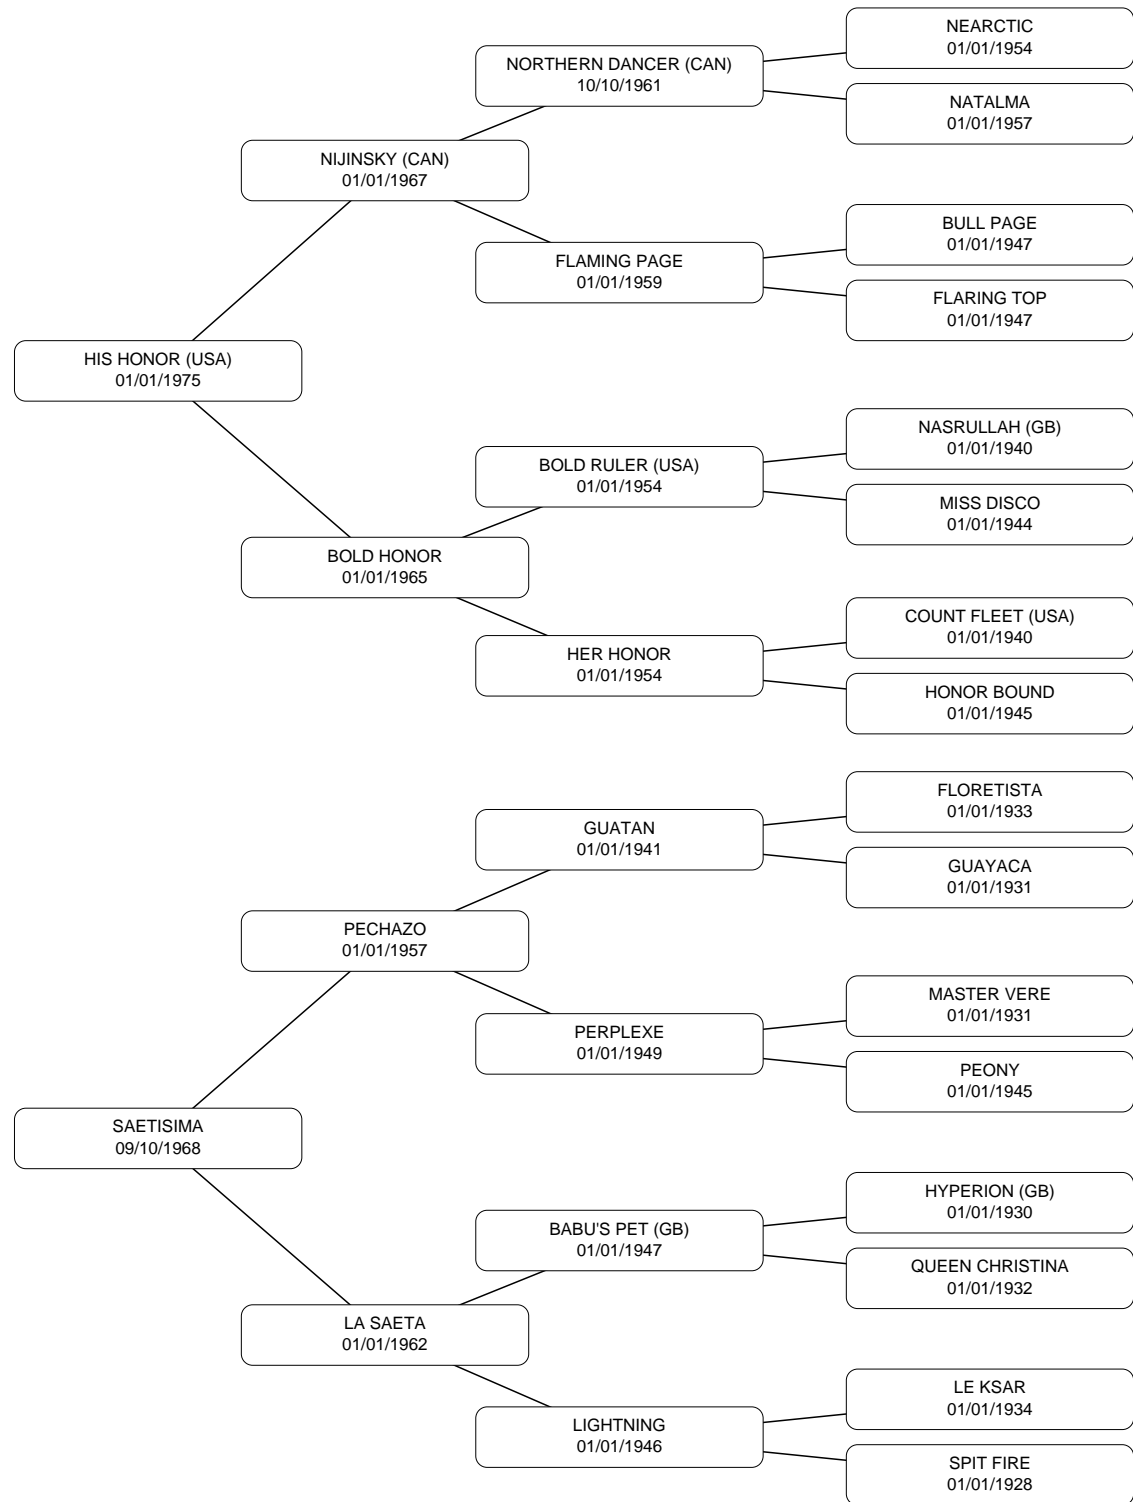 NEARCTIC
01/01/1954
NORTHERN DANCER (CAN)
10/10/1961
NATALMA
01/01/1957
NIJINSKY (CAN)
01/01/1967
BULL PAGE
01/01/1947
FLAMING PAGE
01/01/1959
FLARING TOP
01/01/1947
HIS HONOR (USA)
01/01/1975
NASRULLAH (GB)
01/01/1940
BOLD RULER (USA)
01/01/1954
MISS DISCO
01/01/1944
BOLD HONOR
01/01/1965
COUNT FLEET (USA)
01/01/1940
HER HONOR
01/01/1954
HONOR BOUND
01/01/1945
FLORETISTA
01/01/1933
GUATAN
01/01/1941
GUAYACA
01/01/1931
PECHAZO
01/01/1957
MASTER VERE
01/01/1931
PERPLEXE
01/01/1949
PEONY
01/01/1945
SAETISIMA
09/10/1968
HYPERION (GB)
01/01/1930
BABU'S PET (GB)
01/01/1947
QUEEN CHRISTINA
01/01/1932
LA SAETA
01/01/1962
LE KSAR
01/01/1934
LIGHTNING
01/01/1946
SPIT FIRE
01/01/1928